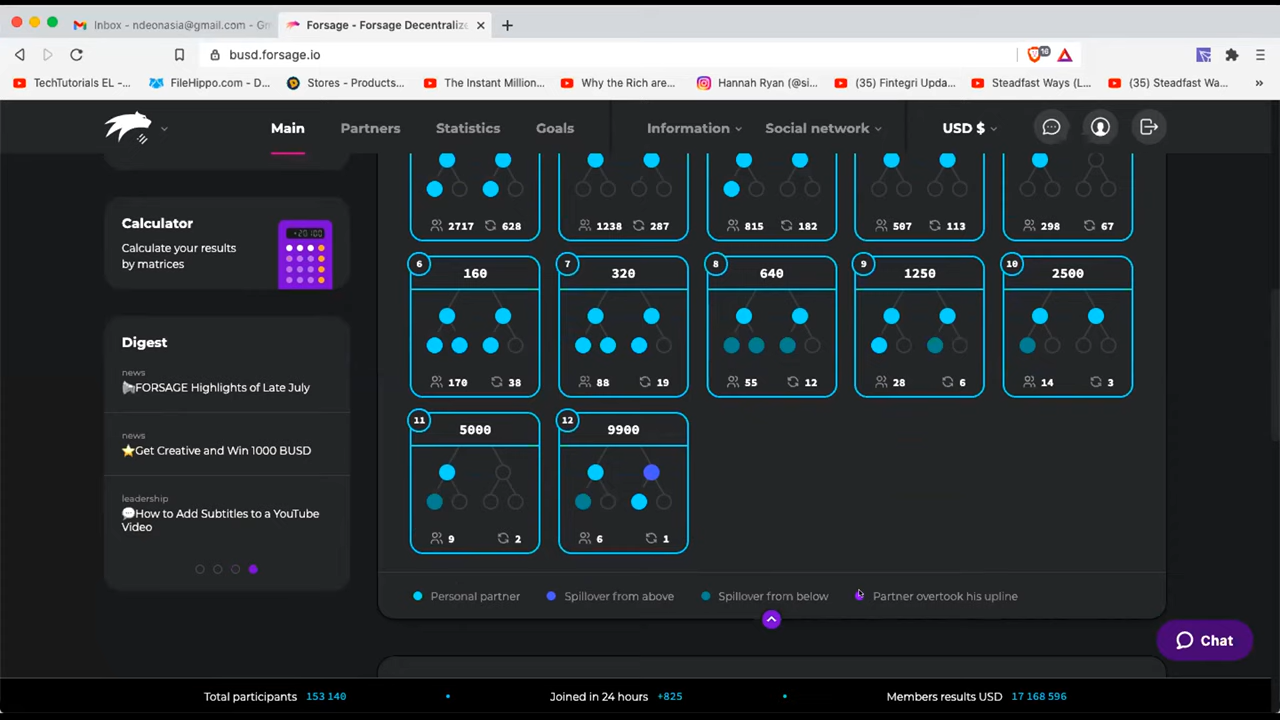 Inbox - ndeonasia@gmail.com - Gm
Forsage - Forsage Decentralize
busd.forsage.io
16
TechTutorials EL -...
FileHippo.com - D...
Stores - Products...
The Instant Million...
Why the Rich are...
Hannah Ryan (@si...
(35) Fintegri Upda...
(35) Steadfast Ways (L...
(35) Steadfast Wa...
»
Main
Partners
Statistics
Goals
Information
Social network
USD $
Calculator
Calculate your results
by matrices
+20.100
Digest
news
FORSAGE Highlights of Late July
news
Get Creative and Win 1000 BUSD
leadership
How to Add Subtitles to a YouTube
Video
2717 628
1238 287
815 182
507 113
298 67
6 160
170 38
7 320
88 19
8 640
55 12
9 1250
28 6
10 2500
14 3
11 5000
9 2
12 9900
6 1
Personal partner
Spillover from above
Spillover from below
Partner overtook his upline
Chat
Total participants 153 140
Joined in 24 hours +825
Members results USD 17 168 596